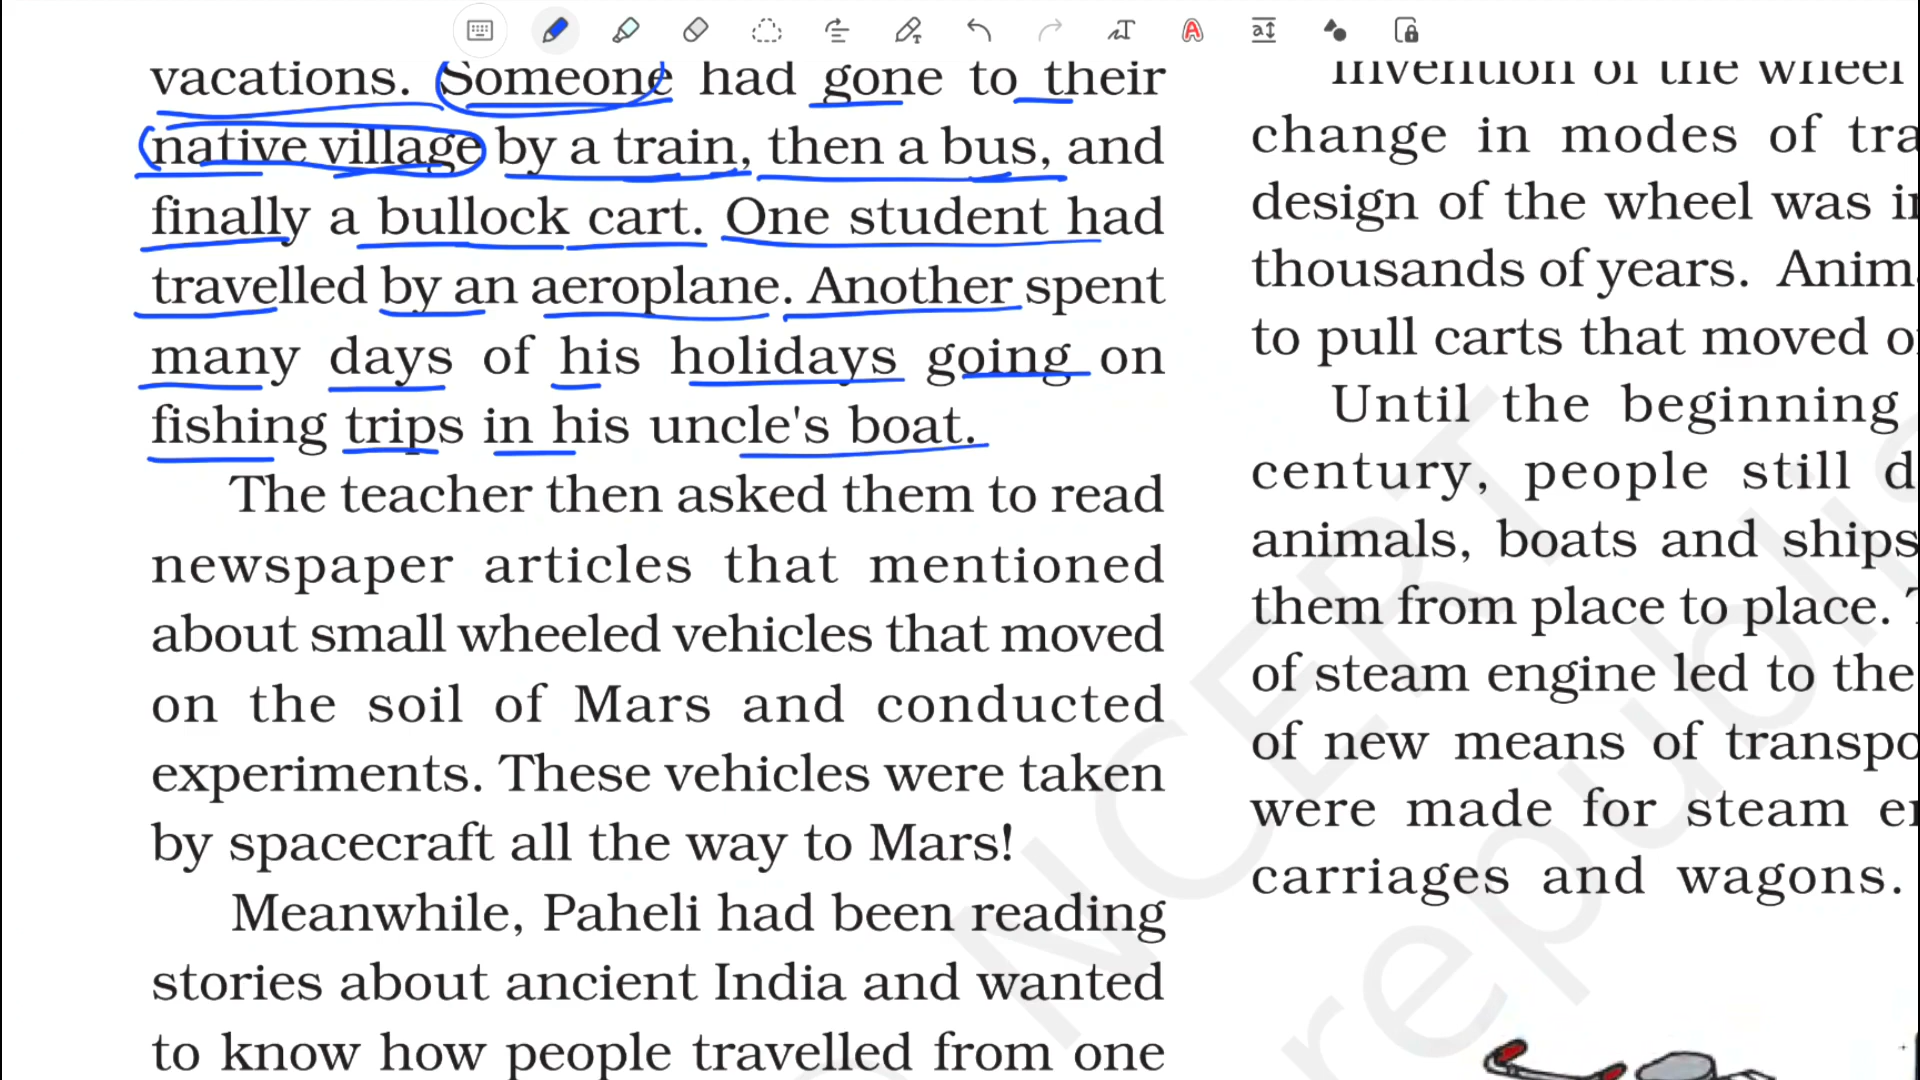 vacations. Someone had gone to their
native village by a train, then a bus, and
finally a bullock cart. One student had
travelled by an aeroplane. Another spent
many days of his holidays going on
fishing trips in his uncle's boat.
The teacher then asked them to read
newspaper articles that mentioned
about small wheeled vehicles that moved
on the soil of Mars and conducted
experiments. These vehicles were taken
by spacecraft all the way to Mars!
Meanwhile, Paheli had been reading
stories about ancient India and wanted
to know how people travelled from one
invention of the wheel
change in modes of tra
design of the wheel was in
thousands of years. Anim
to pull carts that moved o
Until the beginning
century, people still d
animals, boats and ships
them from place to place. T
of steam engine led to the
of new means of transpo
were made for steam e
carriages and wagons.
NCERT
republis